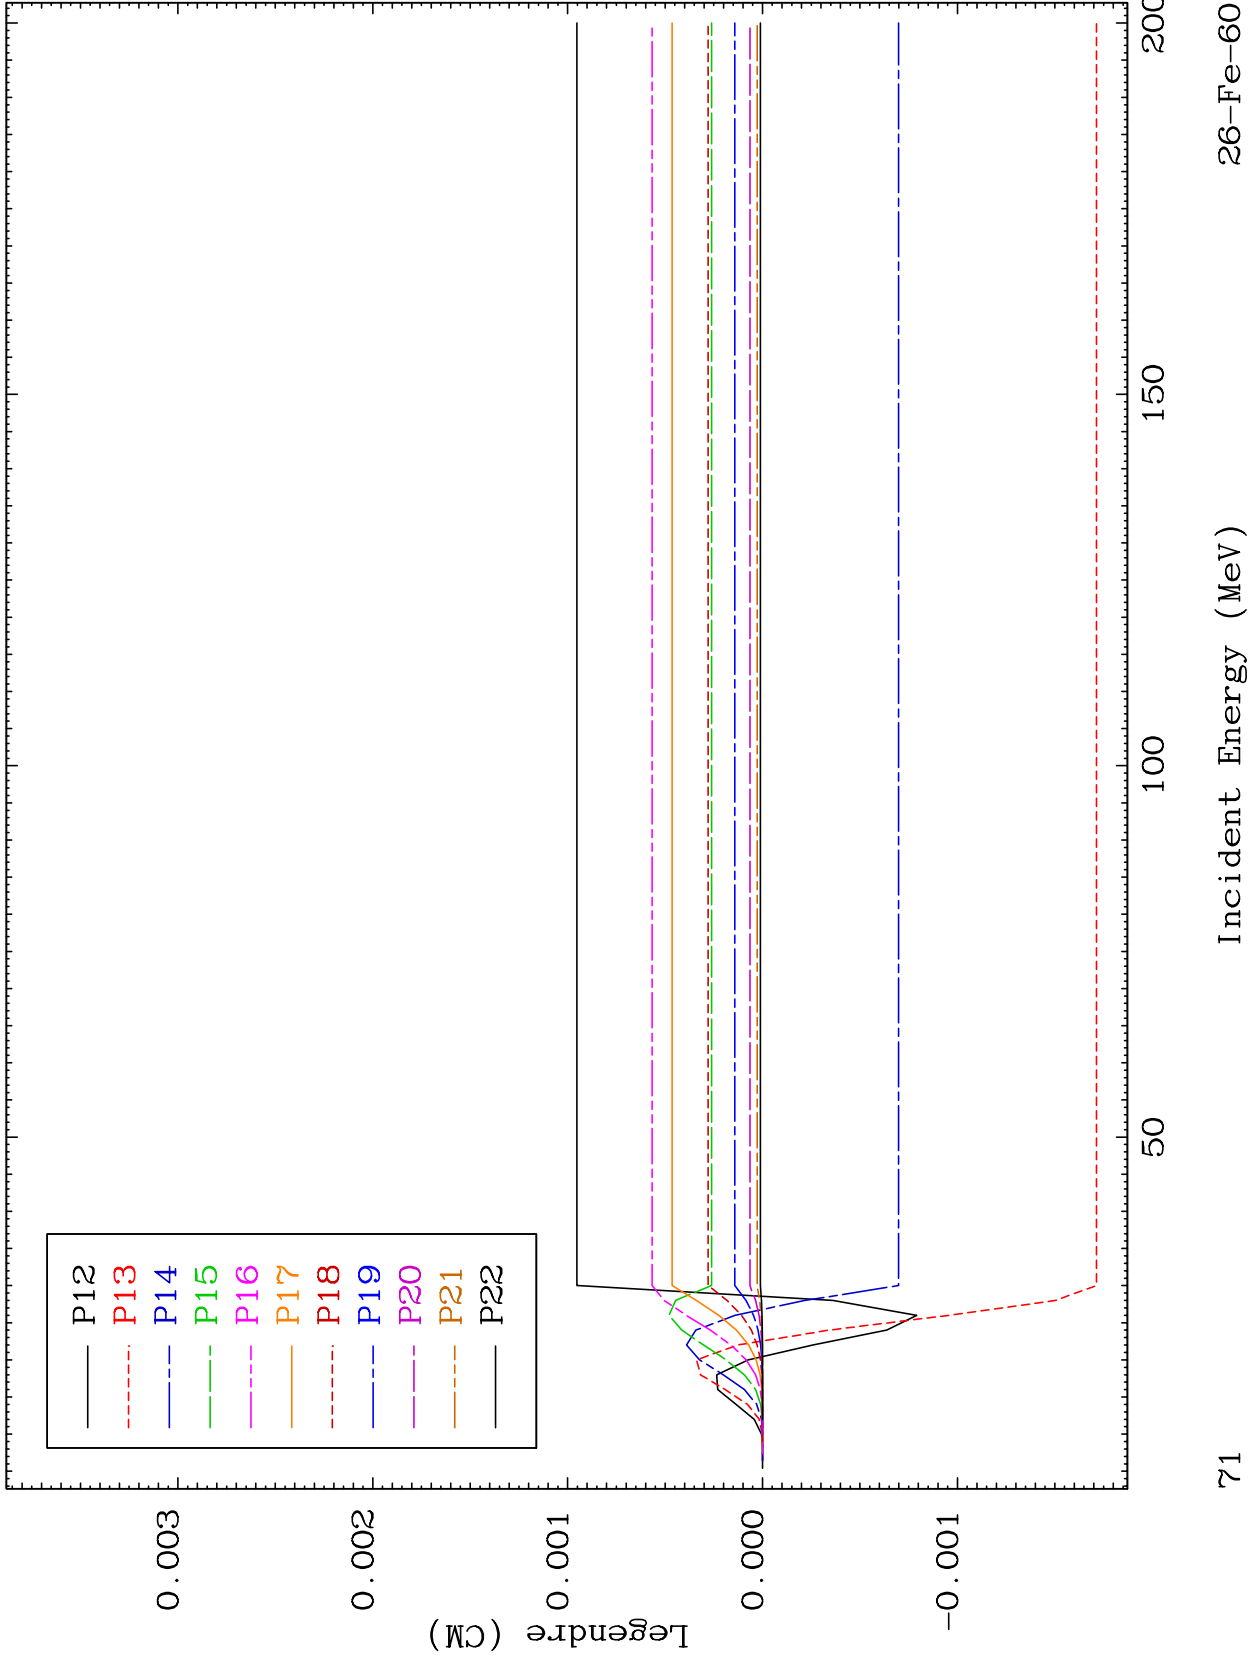 P12
P13
P14
P15
P16
P17
P18
P19
P20
P21
P22
0.003
0.002
0.001
0.000
-0.001
Legendre (CM)
50
100
150
200
Incident Energy (MeV)
71
26-Fe-60